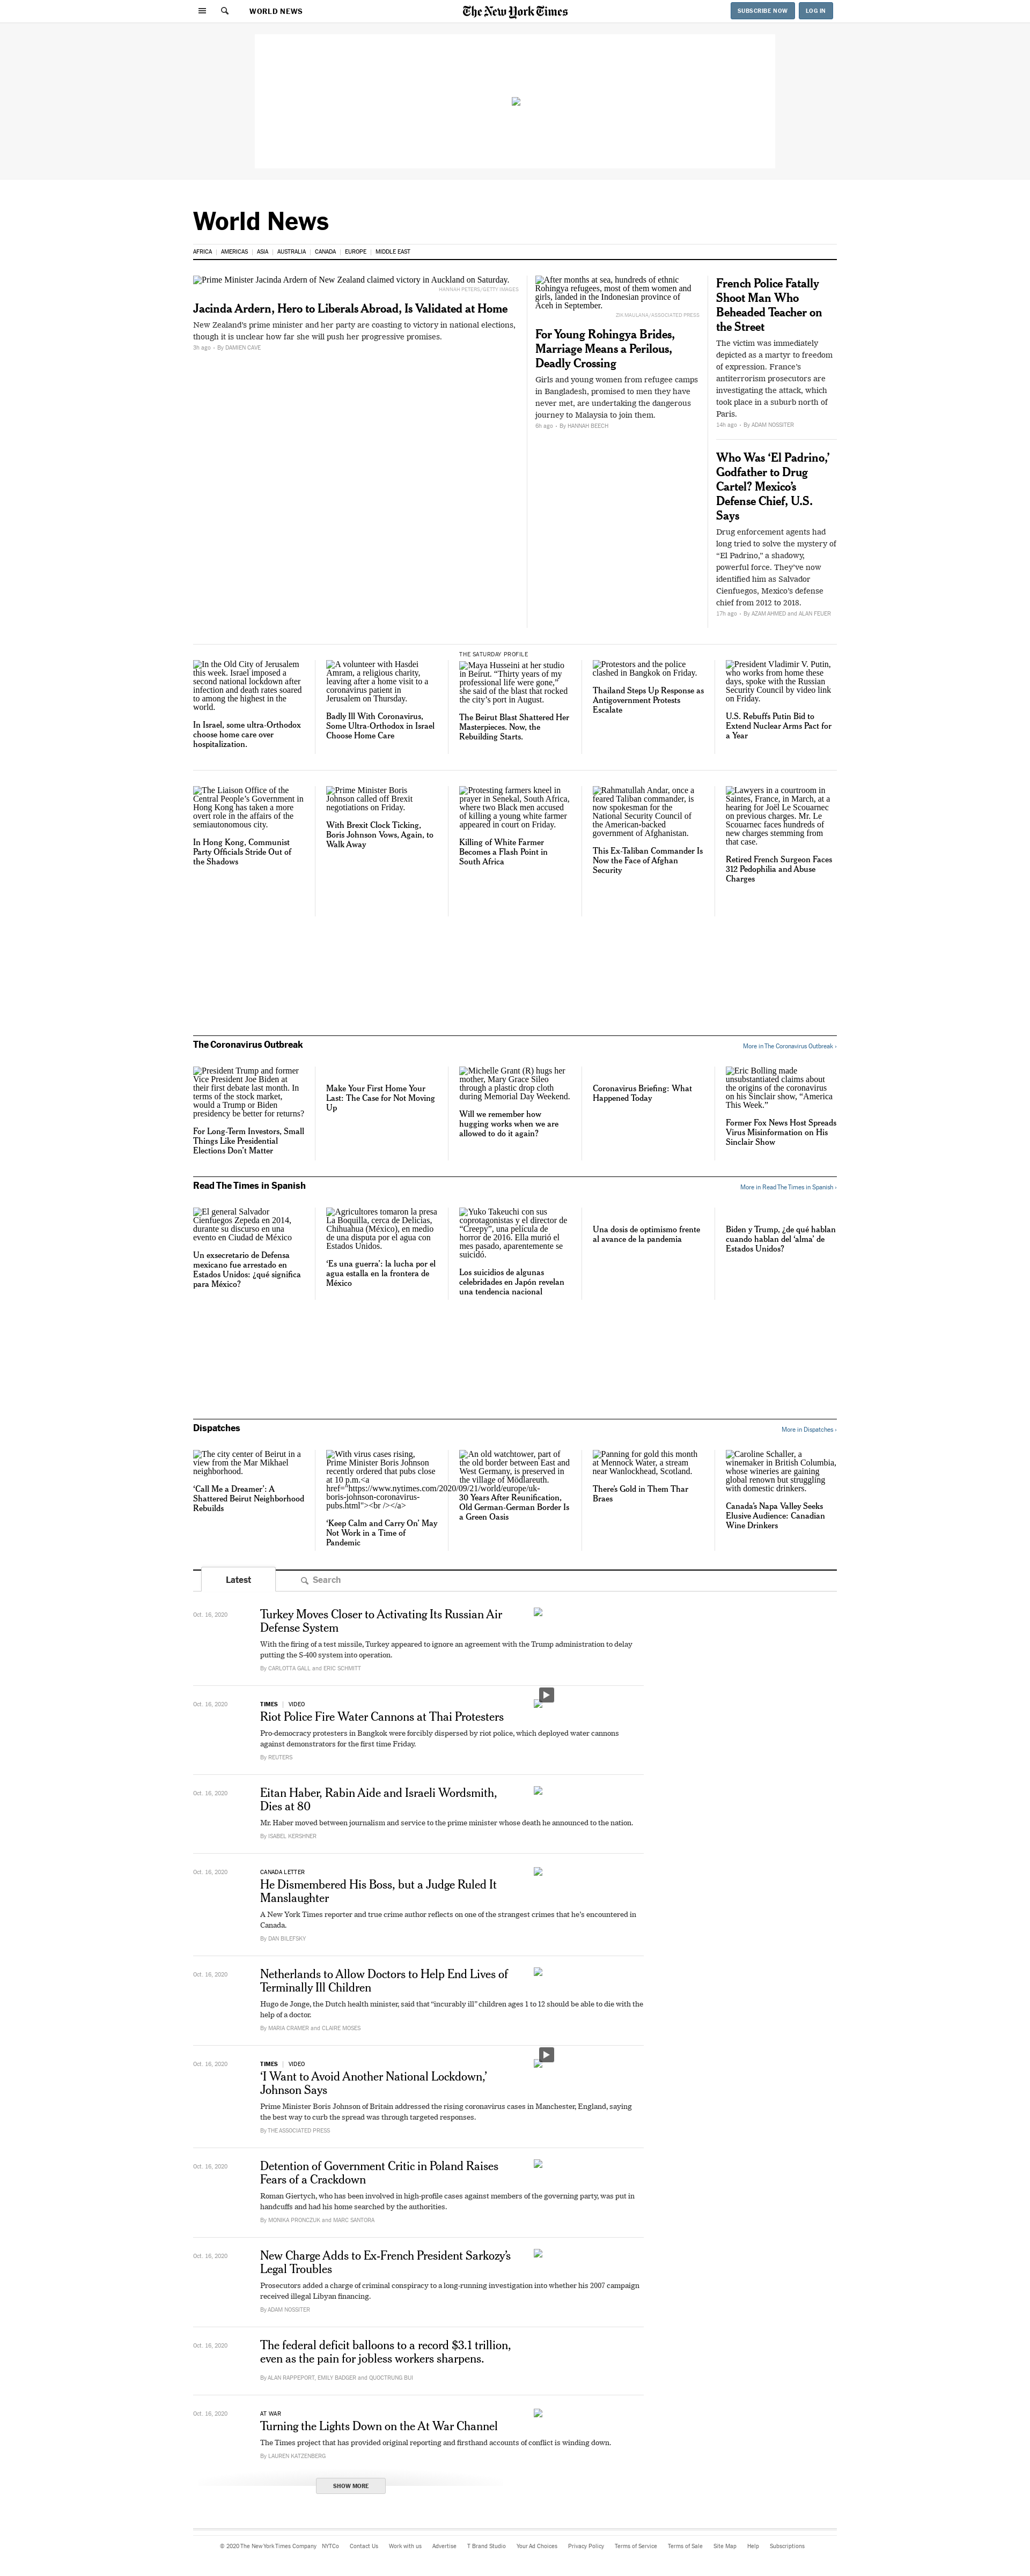 WORLD NEWS
The New York Times
SUBSCRIBE NOW
LOG IN
World News
AFRICA | AMERICAS | ASIA | AUSTRALIA | CANADA | EUROPE | MIDDLE EAST
Prime Minister Jacinda Ardern of New Zealand claimed victory in Auckland on Saturday.
HANNAH PETERS/GETTY IMAGES
Jacinda Ardern, Hero to Liberals Abroad, Is Validated at Home
New Zealand's prime minister and her party are coasting to victory in national elections,
though it is unclear how far she will push her progressive promises.
3h ago - By DAMIEN CAVE
After months at sea, hundreds of ethnic
Rohingya refugees, most of them women and
girls, landed in the Indonesian province of
Aceh in September.
ZIK MAULANA/ASSOCIATED PRESS
For Young Rohingya Brides,
Marriage Means a Perilous,
Deadly Crossing
Girls and young women from refugee camps
in Bangladesh, promised to men they have
never met, are undertaking the dangerous
journey to Malaysia to join them.
6h ago - By HANNAH BEECH
French Police Fatally
Shoot Man Who
Beheaded Teacher on
the Street
The victim was immediately
depicted as a martyr to freedom
of expression. France's
antiterrorism prosecutors are
investigating the attack, which
took place in a suburb north of
Paris.
14h ago - By ADAM NOSSITER
Who Was ‘El Padrino,’
Godfather to Drug
Cartel? Mexico’s
Defense Chief, U.S.
Says
Drug enforcement agents had
long tried to solve the mystery of
“El Padrino,” a shadowy,
powerful force. They’ve now
identified him as Salvador
Cienfuegos, Mexico’s defense
chief from 2012 to 2018.
17h ago - By AZAM AHMED and ALAN FEUER
In the Old City of Jerusalem
this week. Israel imposed a
second national lockdown after
infection and death rates soared
to among the highest in the
world.
In Israel, some ultra-Orthodox
choose home care over
hospitalization.
A volunteer with Hasdei
Amram, a religious charity,
leaving after a home visit to a
coronavirus patient in
Jerusalem on Thursday.
Badly Ill With Coronavirus,
Some Ultra-Orthodox in Israel
Choose Home Care
THE SATURDAY PROFILE
Maya Husseini at her studio
in Beirut. “Thirty years of my
professional life were gone,”
she said of the blast that rocked
the city’s port in August.
The Beirut Blast Shattered Her
Masterpieces. Now, the
Rebuilding Starts.
Protestors and the police
clashed in Bangkok on Friday.
Thailand Steps Up Response as
Antigovernment Protests
Escalate
President Vladimir V. Putin,
who works from home these
days, spoke with the Russian
Security Council by video link
on Friday.
U.S. Rebuffs Putin Bid to
Extend Nuclear Arms Pact for
a Year
The Liaison Office of the
Central People’s Government in
Hong Kong has taken a more
overt role in the affairs of the
semiautonomous city.
In Hong Kong, Communist
Party Officials Stride Out of
the Shadows
Prime Minister Boris
Johnson called off Brexit
negotiations on Friday.
With Brexit Clock Ticking,
Boris Johnson Vows, Again, to
Walk Away
Protesting farmers kneel in
prayer in Senekal, South Africa,
where two Black men accused
of killing a young white farmer
appeared in court on Friday.
Killing of White Farmer
Becomes a Flash Point in
South Africa
Rahmatullah Andar, once a
feared Taliban commander, is
now spokesman for the
National Security Council of
the American-backed
government of Afghanistan.
This Ex-Taliban Commander Is
Now the Face of Afghan
Security
Lawyers in a courtroom in
Saintes, France, in March, at a
hearing for Joël Le Scouarnec
on previous charges. Mr. Le
Scouarnec faces hundreds of
new charges stemming from
that case.
Retired French Surgeon Faces
312 Pedophilia and Abuse
Charges
The Coronavirus Outbreak
More in The Coronavirus Outbreak ›
President Trump and former
Vice President Joe Biden at
their first debate last month. In
terms of the stock market,
would a Trump or Biden
presidency be better for returns?
For Long-Term Investors, Small
Things Like Presidential
Elections Don’t Matter
Make Your First Home Your
Last: The Case for Not Moving
Up
Michelle Grant (R) hugs her
mother, Mary Grace Sileo
through a plastic drop cloth
during Memorial Day Weekend.
Will we remember how
hugging works when we are
allowed to do it again?
Coronavirus Briefing: What
Happened Today
Eric Bolling made
unsubstantiated claims about
the origins of the coronavirus
on his Sinclair show, “America
This Week.”
Former Fox News Host Spreads
Virus Misinformation on His
Sinclair Show
Read The Times in Spanish
More in Read The Times in Spanish ›
El general Salvador
Cienfuegos Zepeda en 2014,
durante su discurso en una
evento en Ciudad de México
Un exsecretario de Defensa
mexicano fue arrestado en
Estados Unidos: ¿qué significa
para México?
Agricultores tomaron la presa
La Boquilla, cerca de Delicias,
Chihuahua (México), en medio
de una disputa por el agua con
Estados Unidos.
‘Es una guerra’: la lucha por el
agua estalla en la frontera de
México
Yuko Takeuchi con sus
coprotagonistas y el director de
“Creepy”, una película de
horror de 2016. Ella murió el
mes pasado, aparentemente se
suicidó.
Los suicidios de algunas
celebridades en Japón revelan
una tendencia nacional
Una dosis de optimismo frente
al avance de la pandemia
Biden y Trump, ¿de qué hablan
cuando hablan del ‘alma’ de
Estados Unidos?
Dispatches
More in Dispatches ›
The city center of Beirut in a
view from the Mar Mikhael
neighborhood.
‘Call Me a Dreamer’: A
Shattered Beirut Neighborhood
Rebuilds
With virus cases rising,
Prime Minister Boris Johnson
recently ordered that pubs close
at 10 p.m.<a
href="https://www.nytimes.com/2020/09/21/world/europe/uk-
boris-johnson-coronavirus-
pubs.html"><br /></a>
‘Keep Calm and Carry On’ May
Not Work in a Time of
Pandemic
An old watchtower, part of
the old border between East and
West Germany, is preserved in
the village of Mödlareuth.
30 Years After Reunification,
Old German-German Border Is
a Green Oasis
Panning for gold this month
at Mennock Water, a stream
near Wanlockhead, Scotland.
There’s Gold in Them Thar
Braes
Caroline Schaller, a
winemaker in British Columbia,
whose wineries are gaining
global renown but struggling
with domestic drinkers.
Canada’s Napa Valley Seeks
Elusive Audience: Canadian
Wine Drinkers
Latest
Search
Oct. 16, 2020
Turkey Moves Closer to Activating Its Russian Air
Defense System
With the firing of a test missile, Turkey appeared to ignore an agreement with the Trump administration to delay
putting the S-400 system into operation.
By CARLOTTA GALL and ERIC SCHMITT
Oct. 16, 2020
TIMES | VIDEO
Riot Police Fire Water Cannons at Thai Protesters
Pro-democracy protesters in Bangkok were forcibly dispersed by riot police, which deployed water cannons
against demonstrators for the first time Friday.
By REUTERS
Oct. 16, 2020
Eitan Haber, Rabin Aide and Israeli Wordsmith,
Dies at 80
Mr. Haber moved between journalism and service to the prime minister whose death he announced to the nation.
By ISABEL KERSHNER
Oct. 16, 2020
CANADA LETTER
He Dismembered His Boss, but a Judge Ruled It
Manslaughter
A New York Times reporter and true crime author reflects on one of the strangest crimes that he’s encountered in
Canada.
By DAN BILEFSKY
Oct. 16, 2020
Netherlands to Allow Doctors to Help End Lives of
Terminally Ill Children
Hugo de Jonge, the Dutch health minister, said that “incurably ill” children ages 1 to 12 should be able to die with the
help of a doctor.
By MARIA CRAMER and CLAIRE MOSES
Oct. 16, 2020
TIMES | VIDEO
‘I Want to Avoid Another National Lockdown,’
Johnson Says
Prime Minister Boris Johnson of Britain addressed the rising coronavirus cases in Manchester, England, saying
the best way to curb the spread was through targeted responses.
By THE ASSOCIATED PRESS
Oct. 16, 2020
Detention of Government Critic in Poland Raises
Fears of a Crackdown
Roman Giertych, who has been involved in high-profile cases against members of the governing party, was put in
handcuffs and had his home searched by the authorities.
By MONIKA PRONCZUK and MARC SANTORA
Oct. 16, 2020
New Charge Adds to Ex-French President Sarkozy’s
Legal Troubles
Prosecutors added a charge of criminal conspiracy to a long-running investigation into whether his 2007 campaign
received illegal Libyan financing.
By ADAM NOSSITER
Oct. 16, 2020
The federal deficit balloons to a record $3.1 trillion,
even as the pain for jobless workers sharpens.
By ALAN RAPPEPORT, EMILY BADGER and QUOCTRUNG BUI
Oct. 16, 2020
AT WAR
Turning the Lights Down on the At War Channel
The Times project that has provided original reporting and firsthand accounts of conflict is winding down.
By LAUREN KATZENBERG
SHOW MORE
© 2020 The New York Times Company NYTCo Contact Us Work with us Advertise T Brand Studio Your Ad Choices Privacy Policy Terms of Service Terms of Sale Site Map Help Subscriptions